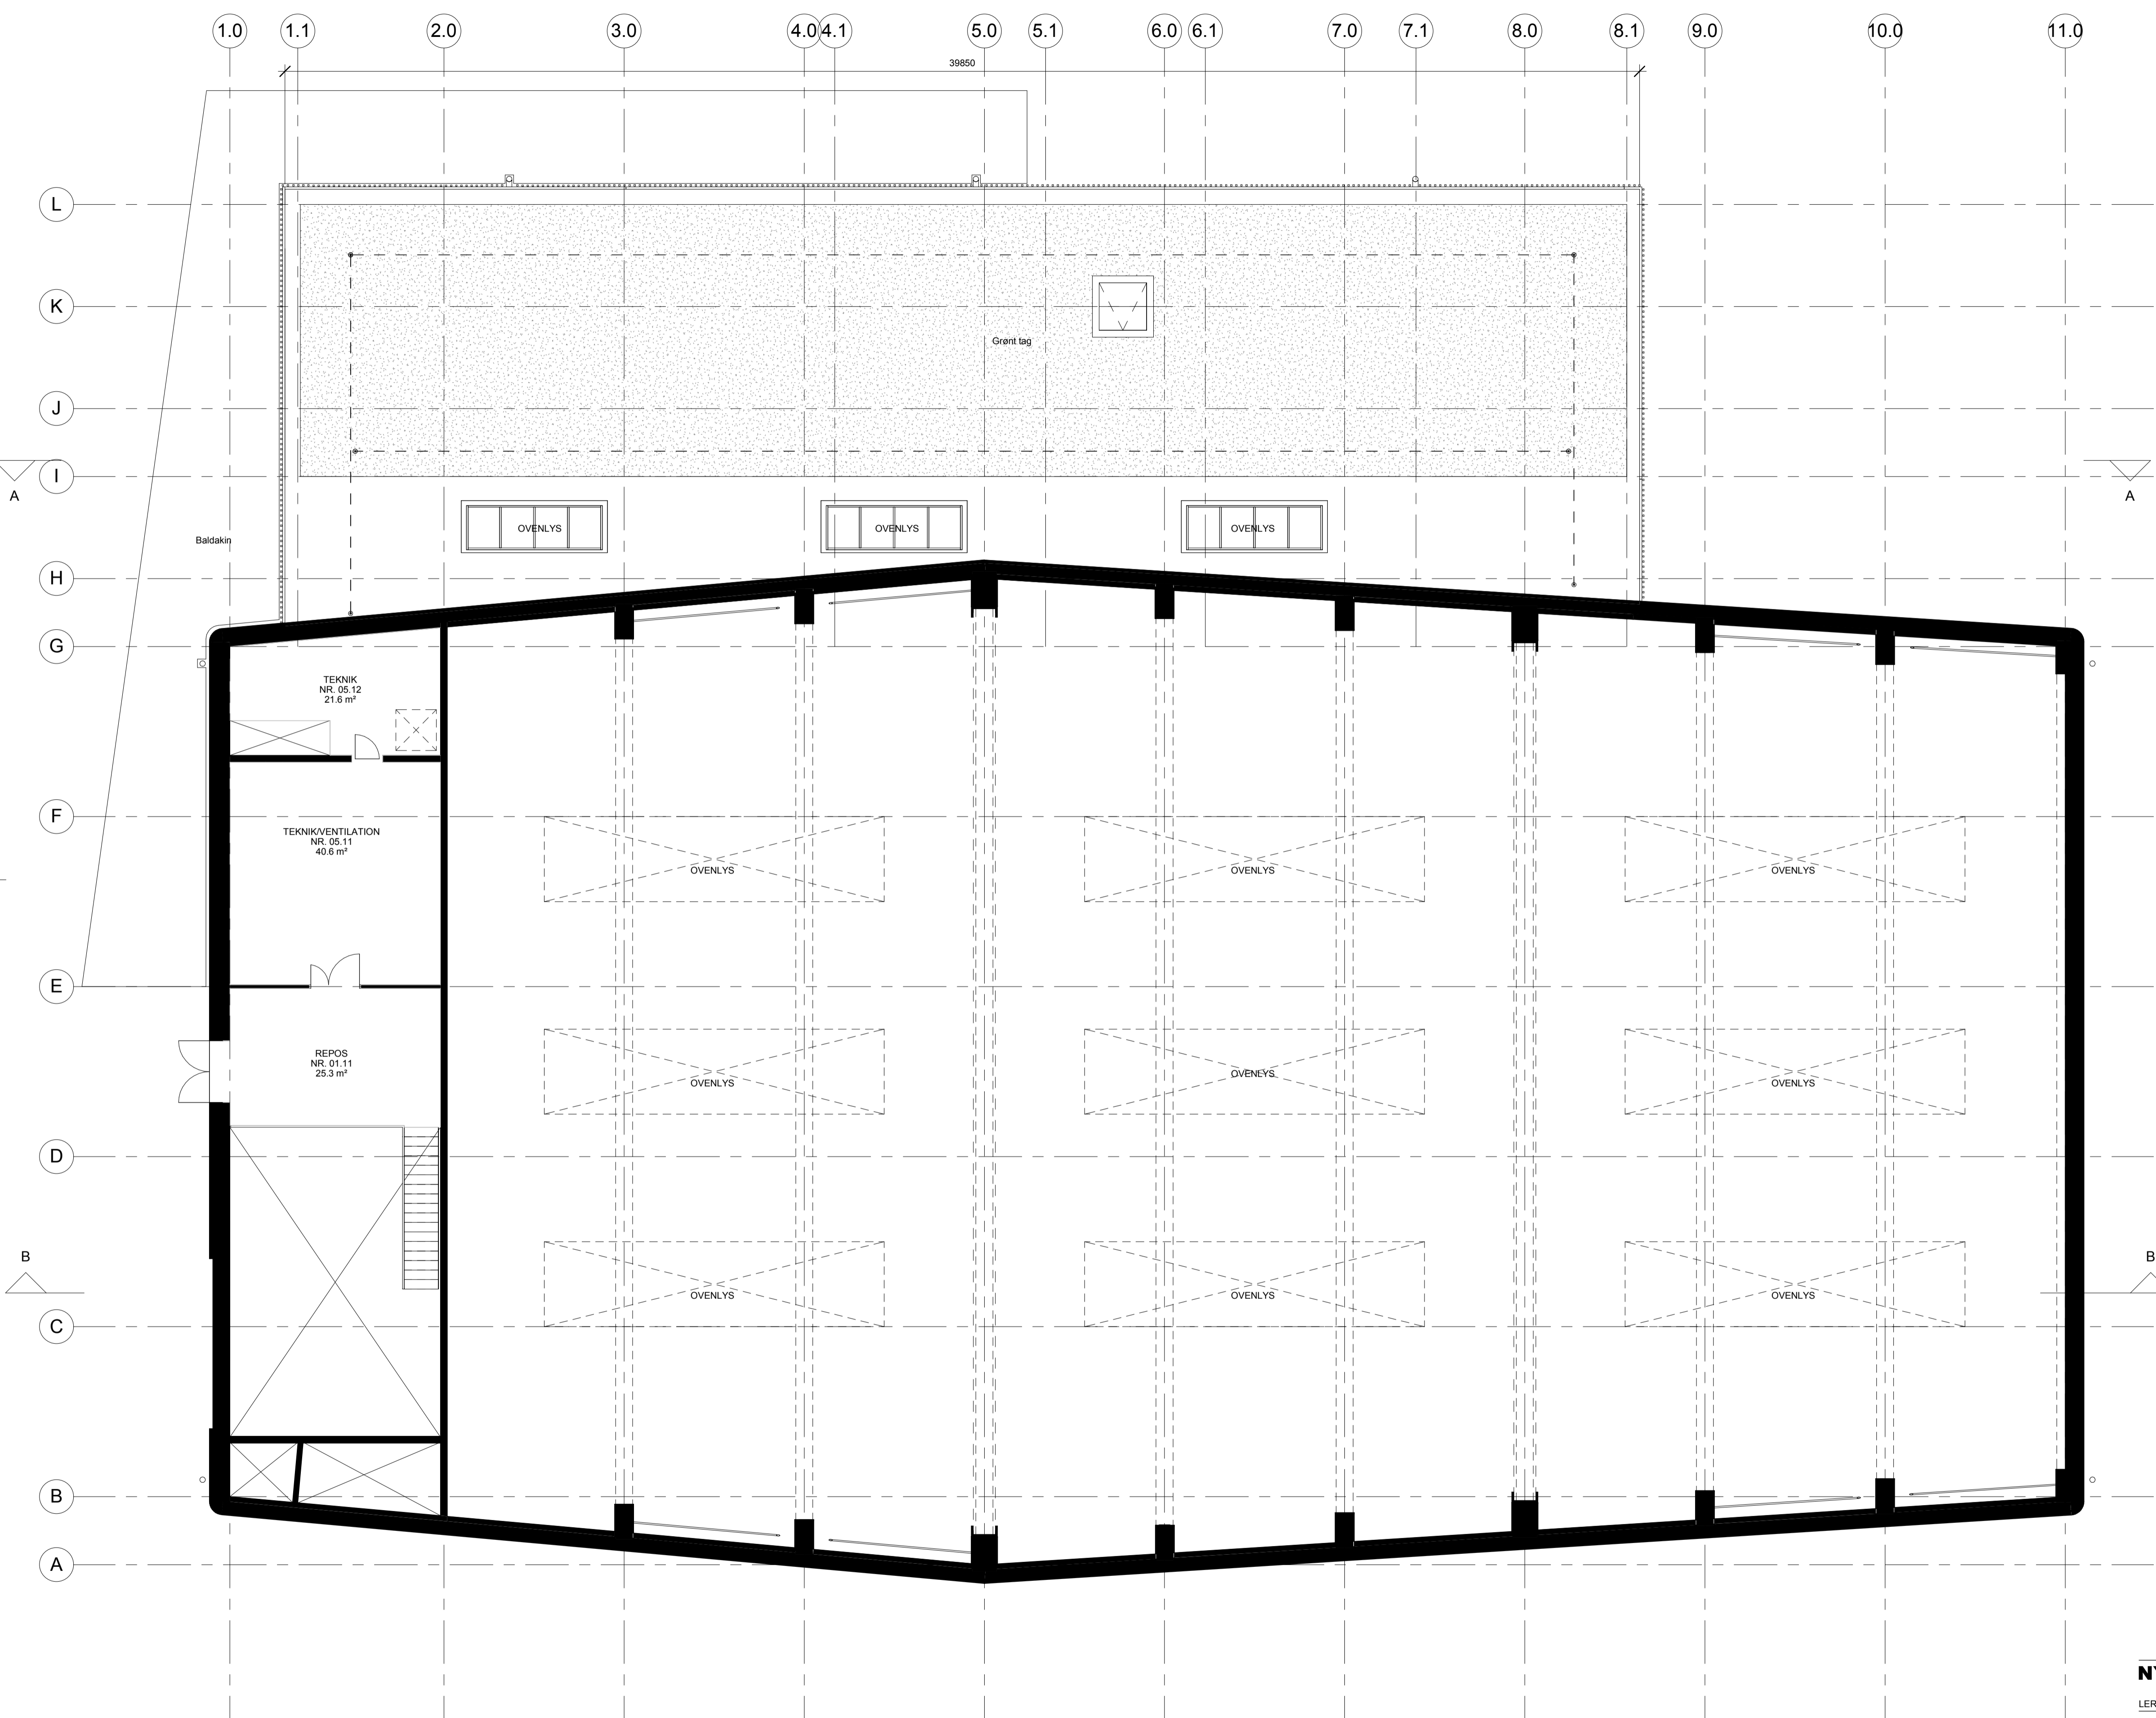 1.0 1.1 2.0 3.0 4.0 4.1 5.0 5.1 6.0 6.1 7.0 7.1 8.0 8.1 9.0 10.0 11.0
39850
L
K
Grønt tag
J
I
A
A
OVENLYS OVENLYS OVENLYS
Baldakin
H
G
TEKNIK
NR. 05.12
21.6 m²
F
TEKNIK/VENTILATION
NR. 05.11
40.6 m²
OVENLYS OVENLYS OVENLYS
E
REPOS
NR. 01.11
25.3 m²
OVENLYS OVENLYS OVENLYS
D
B
B
OVENLYS OVENLYS OVENLYS
C
B
A